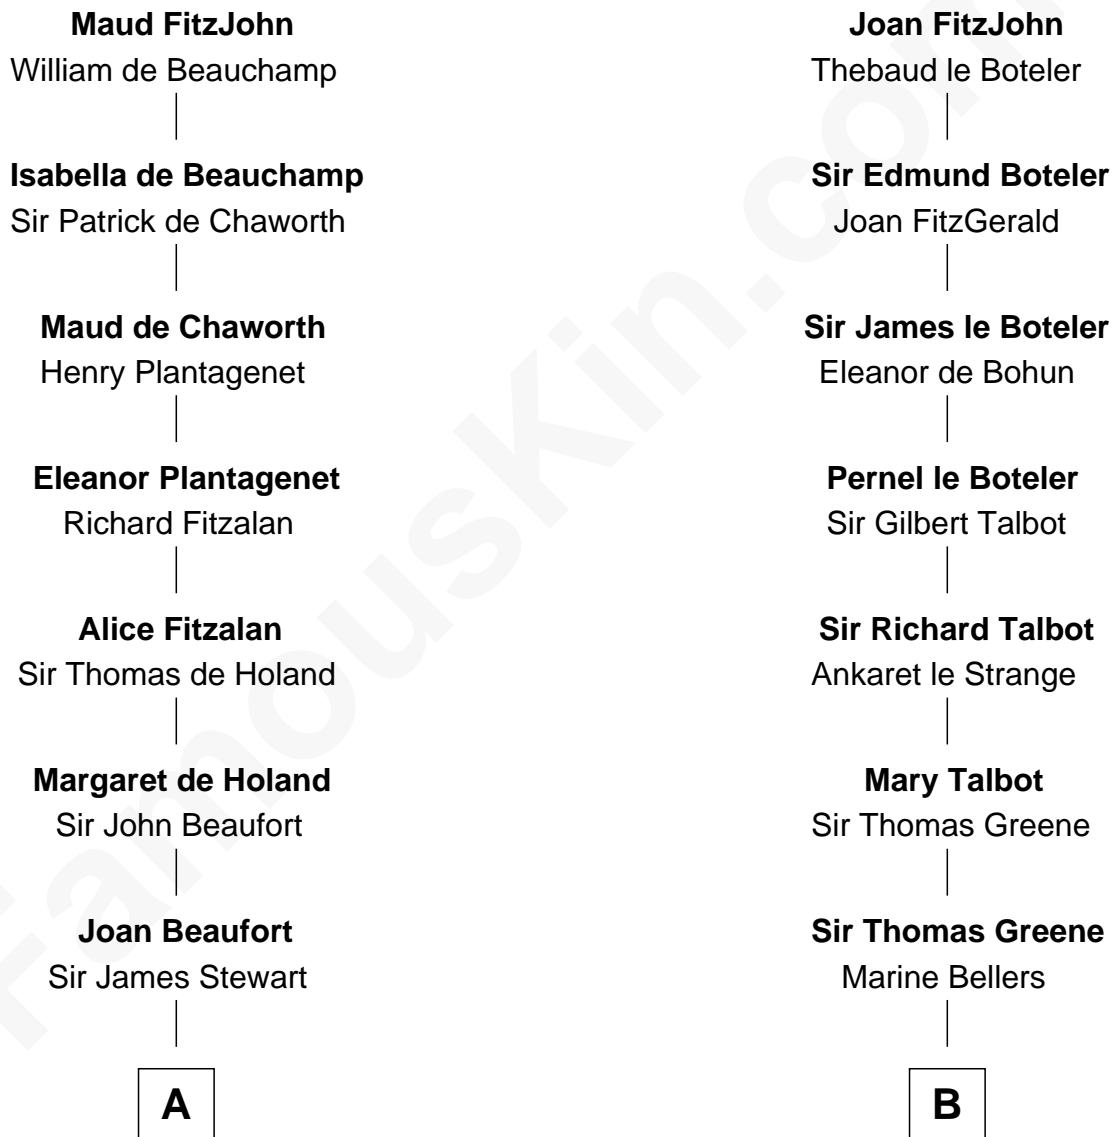 Maud FitzJohn
William de Beauchamp
Isabella de Beauchamp
Sir Patrick de Chaworth
Maud de Chaworth
Henry Plantagenet
Eleanor Plantagenet
Richard Fitzalan
Alice Fitzalan
Sir Thomas de Holand
Margaret de Holand
Sir John Beaufort
Joan Beaufort
Sir James Stewart
A
Joan FitzJohn
Thebaud le Boteler
Sir Edmund Boteler
Joan FitzGerald
Sir James le Boteler
Eleanor de Bohun
Pernel le Boteler
Sir Gilbert Talbot
Sir Richard Talbot
Ankaret le Strange
Mary Talbot
Sir Thomas Greene
Sir Thomas Greene
Marine Bellers
B
FamousKin.com